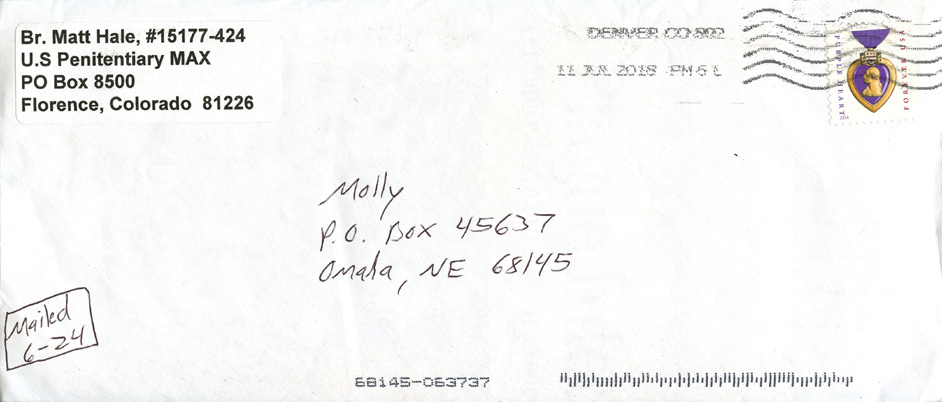 Br. Matt Hale, #15177-424
U.S Penitentiary MAX
PO Box 8500
Florence, Colorado 81226
DENVER CO 802
11 JUL 2018 PM 6 L
PURPLE HEART
USA FOREVER
Molly
P.O. Box 45637
Omaha, NE 68145
Mailed
6-24
68145-063737